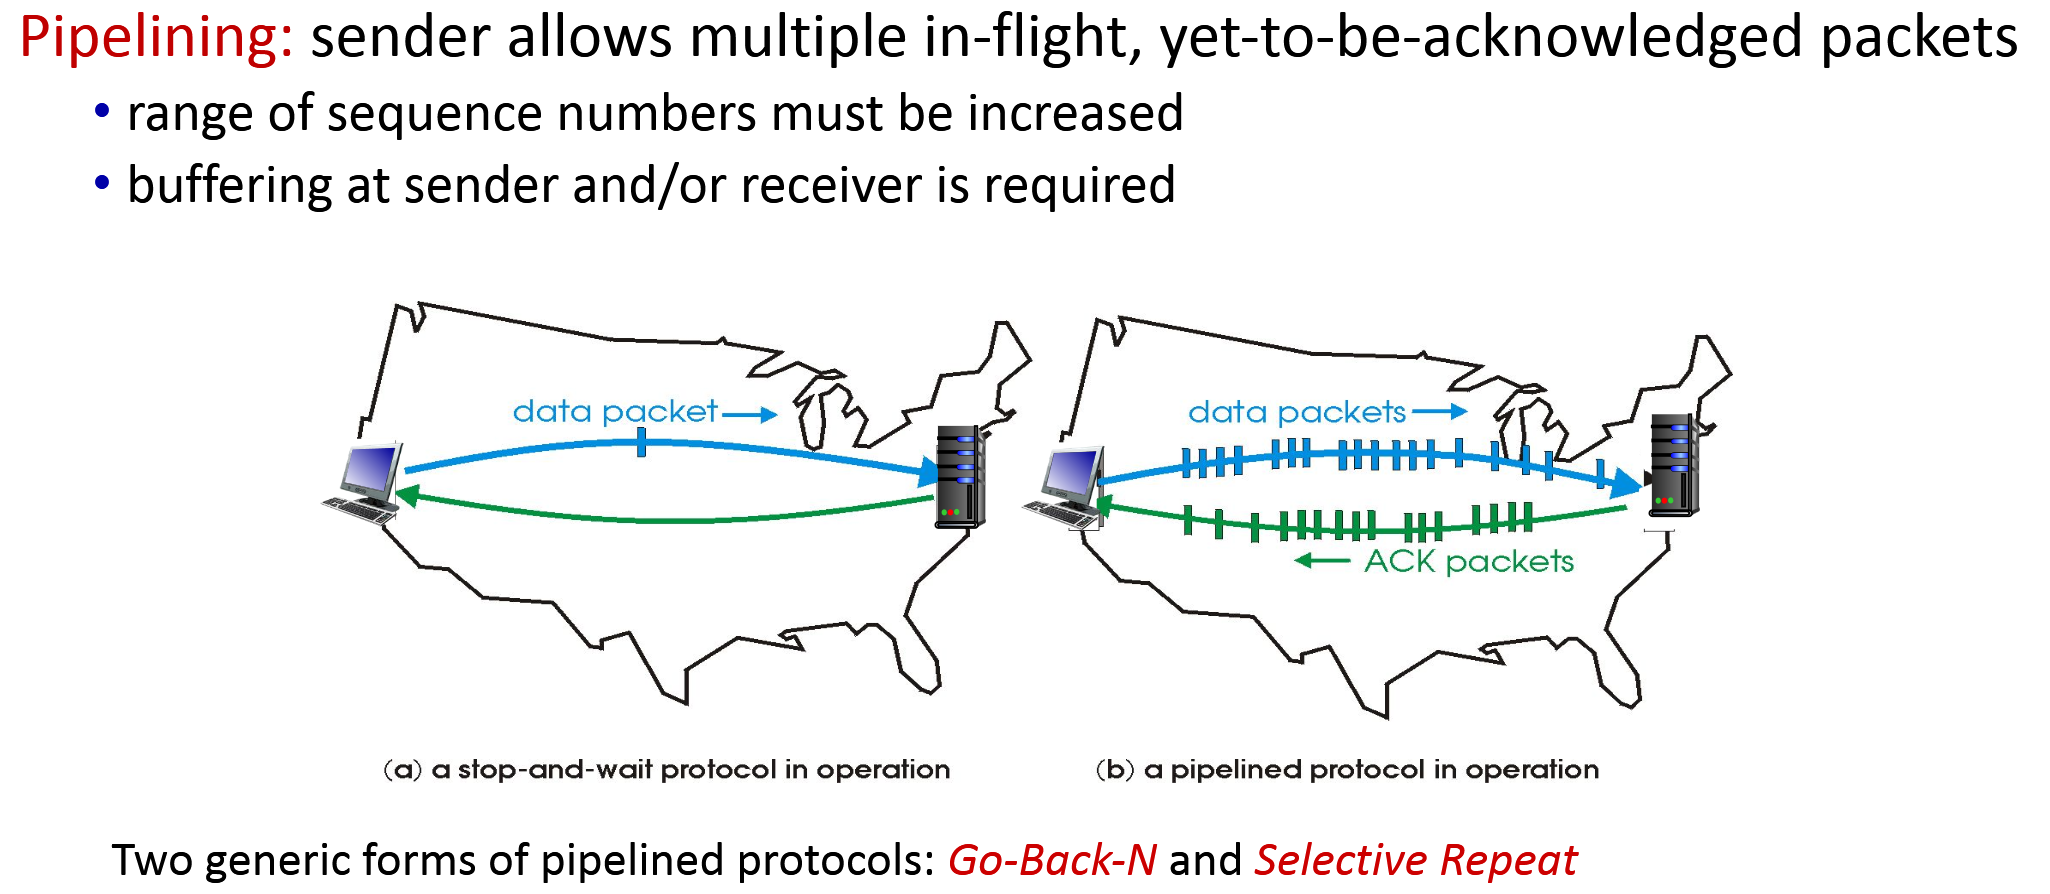 Pipelining: sender allows multiple in-flight, yet-to-be-acknowledged packets
• range of sequence numbers must be increased
• buffering at sender and/or receiver is required
data packet
data packets
ACK packets
(a) a stop-and-wait protocol in operation
(b) a pipelined protocol in operation
Two generic forms of pipelined protocols: Go-Back-N and Selective Repeat